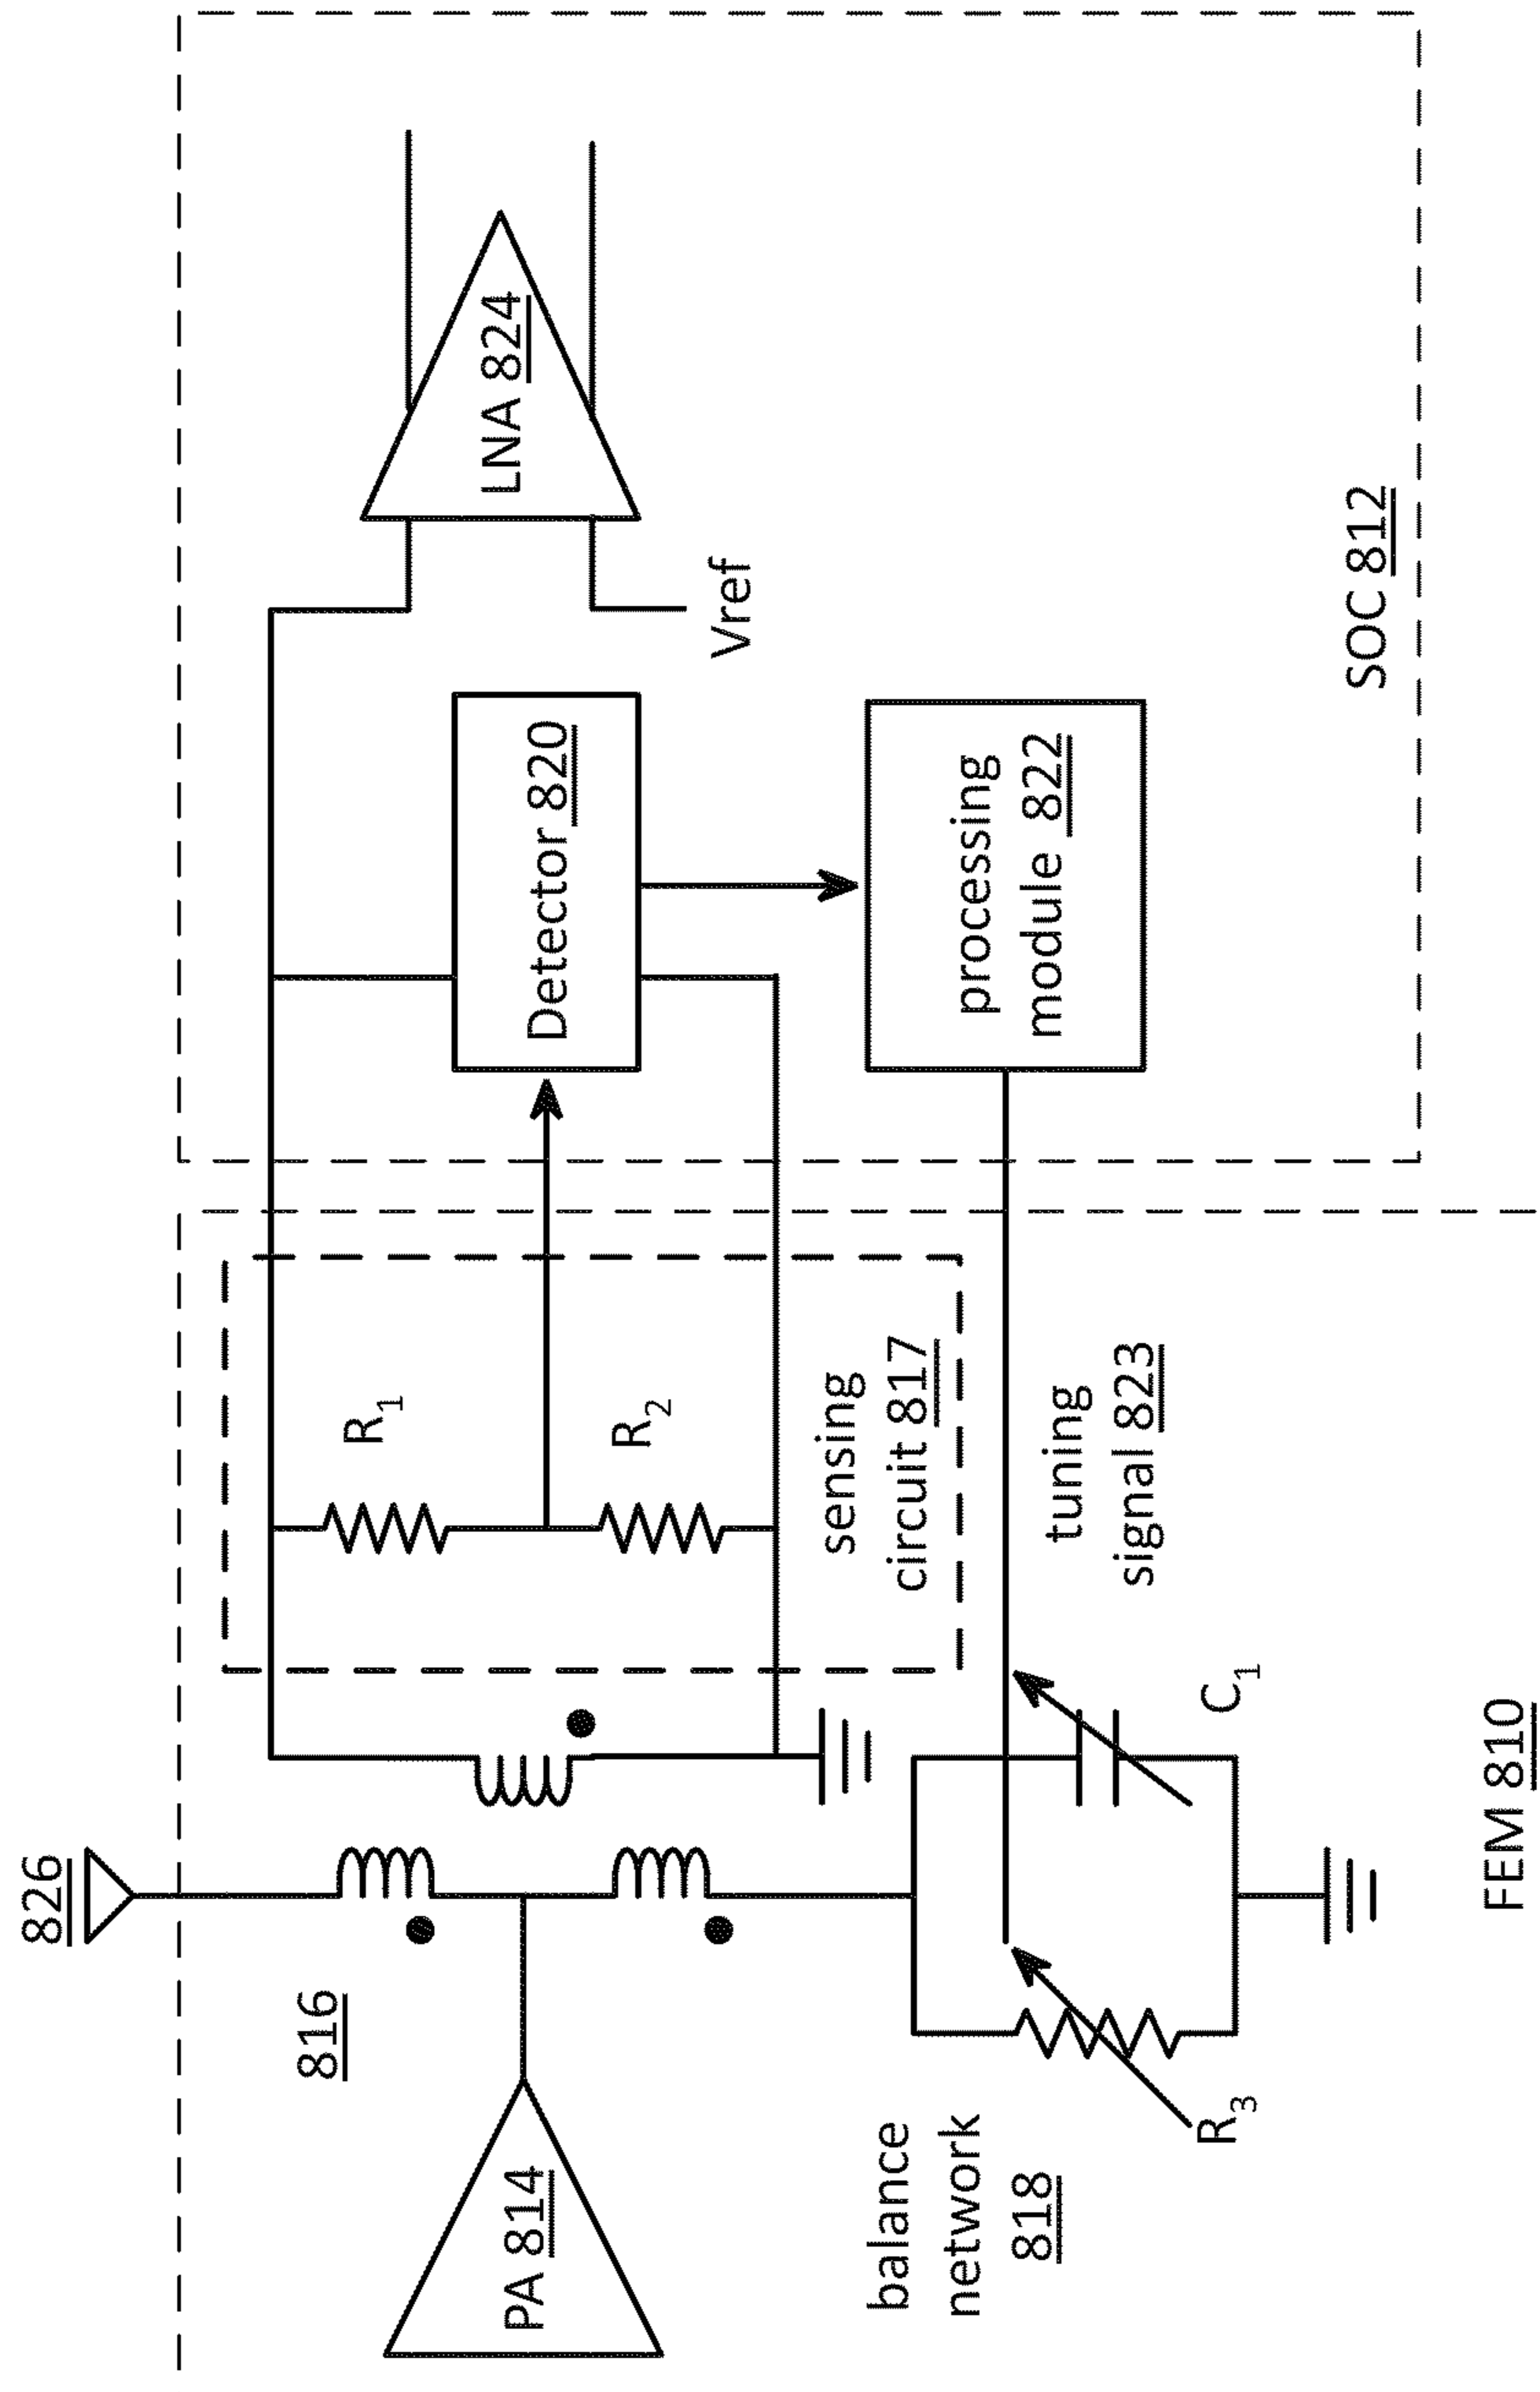 826
816
PA 814
balance
network
818
R3
C1
FEM 810
R1
R2
sensing
circuit 817
tuning
signal 823
Detector 820
processing
module 822
LNA 824
Vref
SOC 812